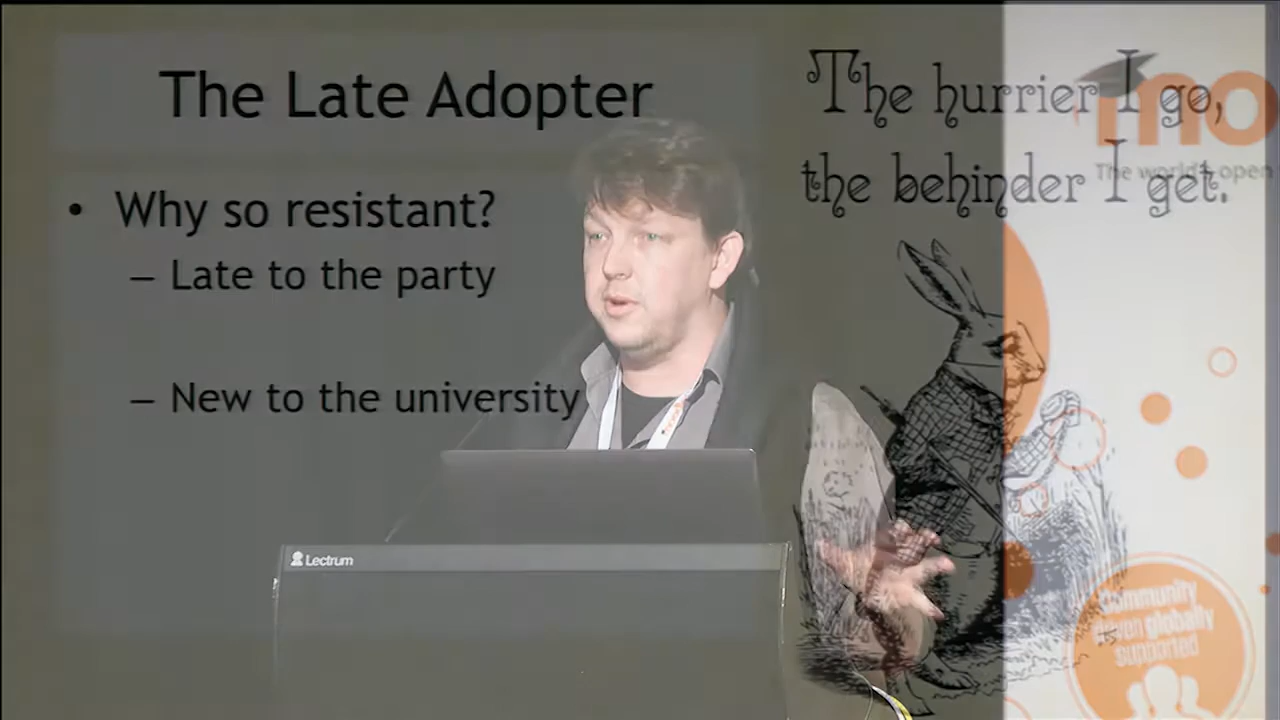 The Late Adopter
• Why so resistant?
– Late to the party
– New to the university
The hurrier I go,
the behinder I get.
mo
The world's open
Lectrum
Community
driven globally
supported